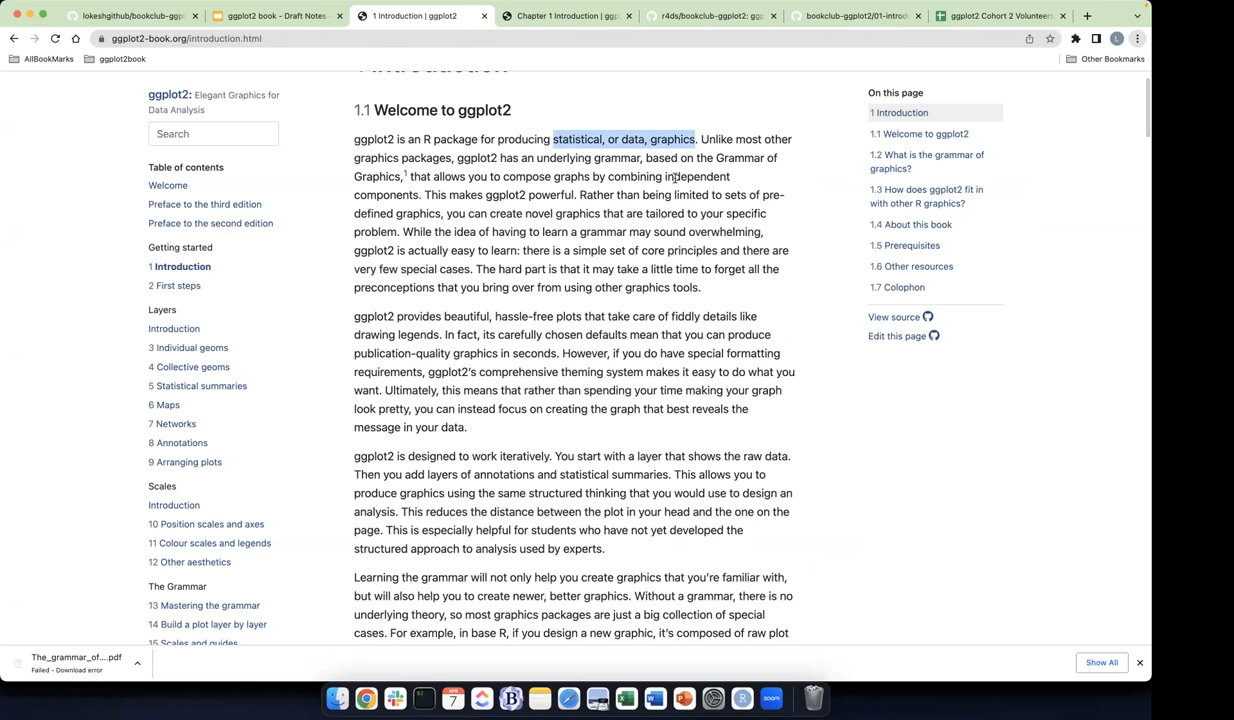 lokeshgithub/bookclub-ggpl
ggplot2 book - Draft Notes
1 Introduction | ggplot2
Chapter 1 Introduction | ggpl
r4ds/bookclub-ggplot2: ggp
bookclub-ggplot2/01-introd
ggplot2 Cohort 2 Volunteers
ggplot2-book.org/introduction.html
L
AllBookMarks
ggplot2book
Other Bookmarks
ggplot2: Elegant Graphics for
Data Analysis
Search
Table of contents
Welcome
Preface to the third edition
Preface to the second edition
Getting started
1 Introduction
2 First steps
Layers
Introduction
3 Individual geoms
4 Collective geoms
5 Statistical summaries
6 Maps
7 Networks
8 Annotations
9 Arranging plots
Scales
Introduction
10 Position scales and axes
11 Colour scales and legends
12 Other aesthetics
The Grammar
13 Mastering the grammar
14 Build a plot layer by layer
15 Scales and guides
1.1 Welcome to ggplot2
ggplot2 is an R package for producing statistical, or data, graphics. Unlike most other
graphics packages, ggplot2 has an underlying grammar, based on the Grammar of
Graphics,1 that allows you to compose graphs by combining independent
components. This makes ggplot2 powerful. Rather than being limited to sets of pre-
defined graphics, you can create novel graphics that are tailored to your specific
problem. While the idea of having to learn a grammar may sound overwhelming,
ggplot2 is actually easy to learn: there is a simple set of core principles and there are
very few special cases. The hard part is that it may take a little time to forget all the
preconceptions that you bring over from using other graphics tools.
ggplot2 provides beautiful, hassle-free plots that take care of fiddly details like
drawing legends. In fact, its carefully chosen defaults mean that you can produce
publication-quality graphics in seconds. However, if you do have special formatting
requirements, ggplot2's comprehensive theming system makes it easy to do what you
want. Ultimately, this means that rather than spending your time making your graph
look pretty, you can instead focus on creating the graph that best reveals the
message in your data.
ggplot2 is designed to work iteratively. You start with a layer that shows the raw data.
Then you add layers of annotations and statistical summaries. This allows you to
produce graphics using the same structured thinking that you would use to design an
analysis. This reduces the distance between the plot in your head and the one on the
page. This is especially helpful for students who have not yet developed the
structured approach to analysis used by experts.
Learning the grammar will not only help you create graphics that you're familiar with,
but will also help you to create newer, better graphics. Without a grammar, there is no
underlying theory, so most graphics packages are just a big collection of special
cases. For example, in base R, if you design a new graphic, it's composed of raw plot
On this page
1 Introduction
1.1 Welcome to ggplot2
1.2 What is the grammar of
graphics?
1.3 How does ggplot2 fit in
with other R graphics?
1.4 About this book
1.5 Prerequisites
1.6 Other resources
1.7 Colophon
View source
Edit this page
The_grammar_of....pdf
Failed - Download error
Show All
APR
7
B
X
W
P
R
zoom